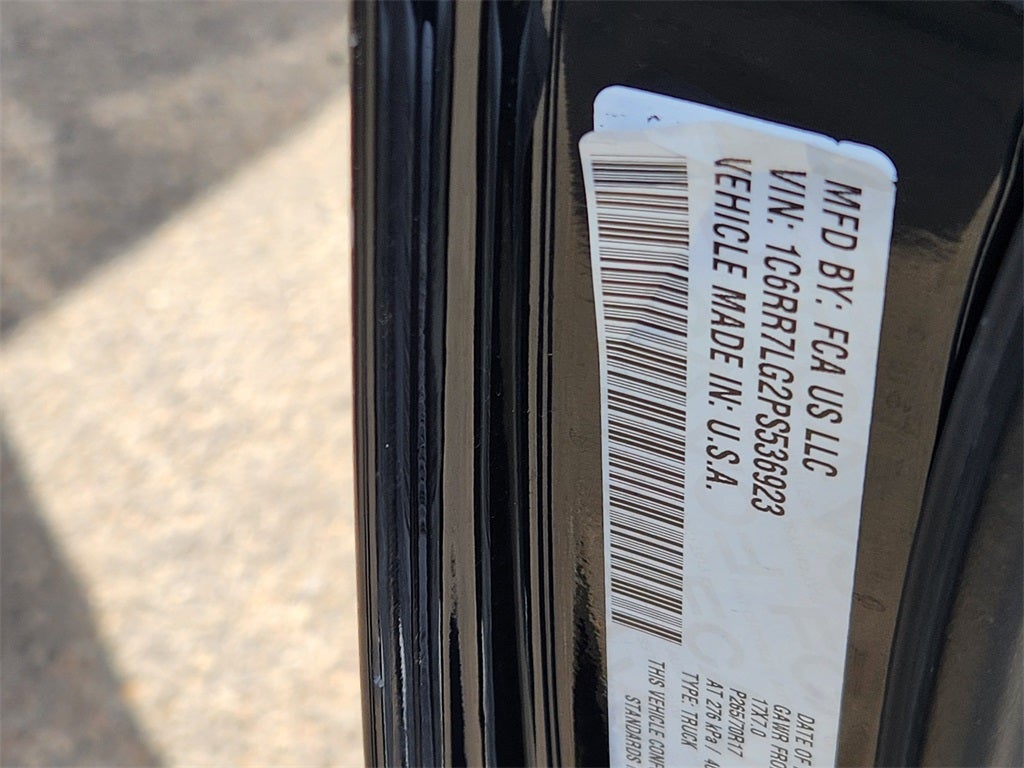 MFD BY: FCA US LLC
VIN: 1C6RR7LG2PS536923
VEHICLE MADE IN: U.S.A.
DATE OF
GAWR FRO
17X7.0
P265/70R17
AT 276 KPa /
TYPE: TRUCK
THIS VEHICLE CONF
STANDARDS